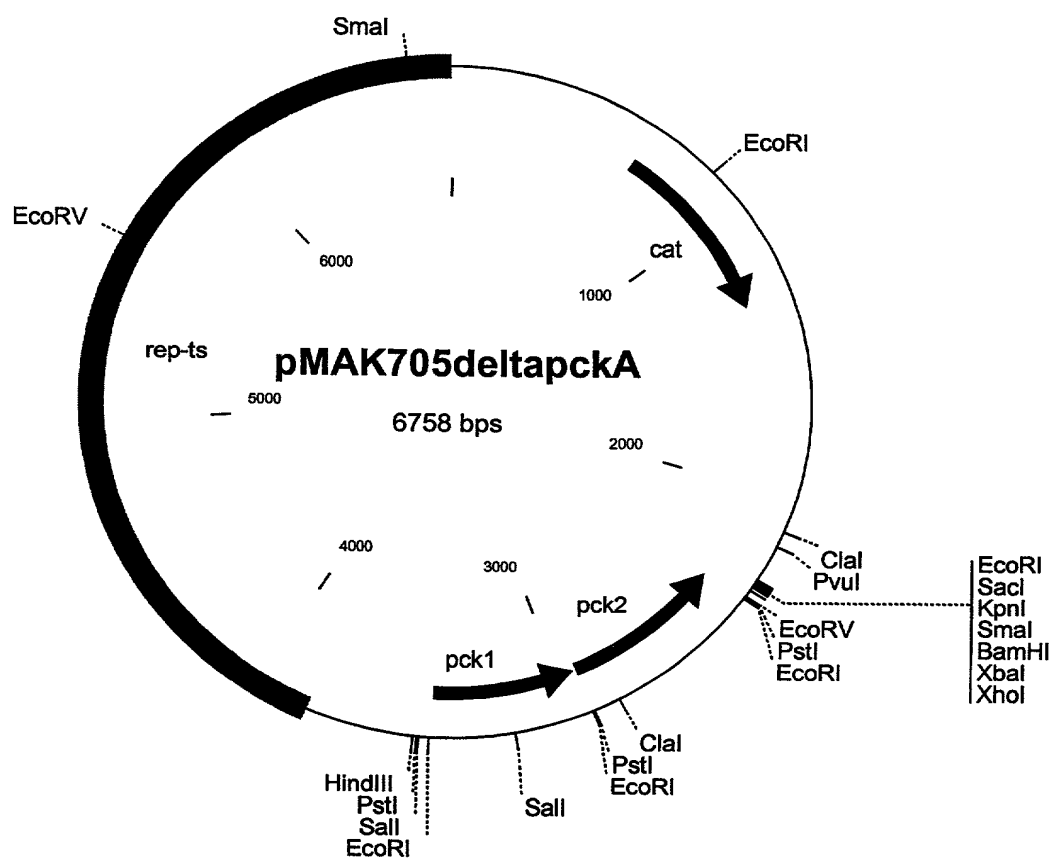 SmaI
EcoRI
EcoRV
cat
6000
1000
rep-ts
pMAK705deltapckA
5000
6758 bps
2000
4000
3000
pck2
pck1
ClaI
PvuI
EcoRI
SacI
KpnI
SmaI
BamHI
XbaI
XhoI
EcoRV
PstI
EcoRI
ClaI
PstI
EcoRI
SalI
HindIII
PstI
SalI
EcoRI